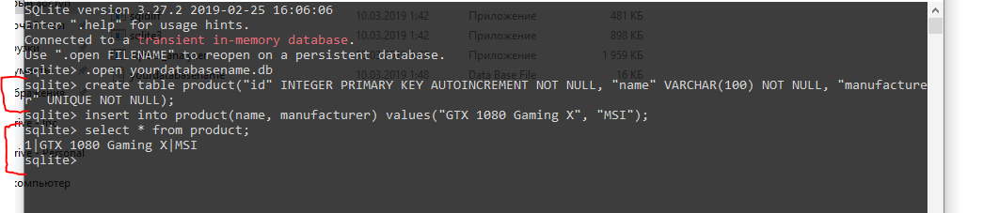 SQLite version 3.27.2 2019-02-25 16:06:06
Enter ".help" for usage hints.
Connected to a transient in-memory database.
Use ".open FILENAME" to reopen on a persistent database.
sqlite> .open yourdatabasename.db
sqlite> create table product("id" INTEGER PRIMARY KEY AUTOINCREMENT NOT NULL, "name" VARCHAR(100) NOT NULL, "manufacture
r" UNIQUE NOT NULL);
sqlite> insert into product(name, manufacturer) values("GTX 1080 Gaming X", "MSI");
sqlite> select * from product;
1|GTX 1080 Gaming X|MSI
sqlite>
sqldiff 10.03.2019 1:42 Приложение 481 КБ
sqlite3 10.03.2019 1:42 Приложение 898 КБ
Приложение 1 959 КБ
yourdatabasename 10.03.2019 1:48 Data Base File 16 КБ
rive - Personal
компьютер